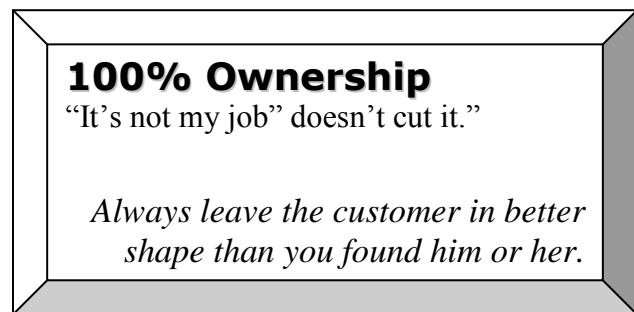 100% Ownership
“It’s not my job” doesn’t cut it.”
Always leave the customer in better
shape than you found him or her.